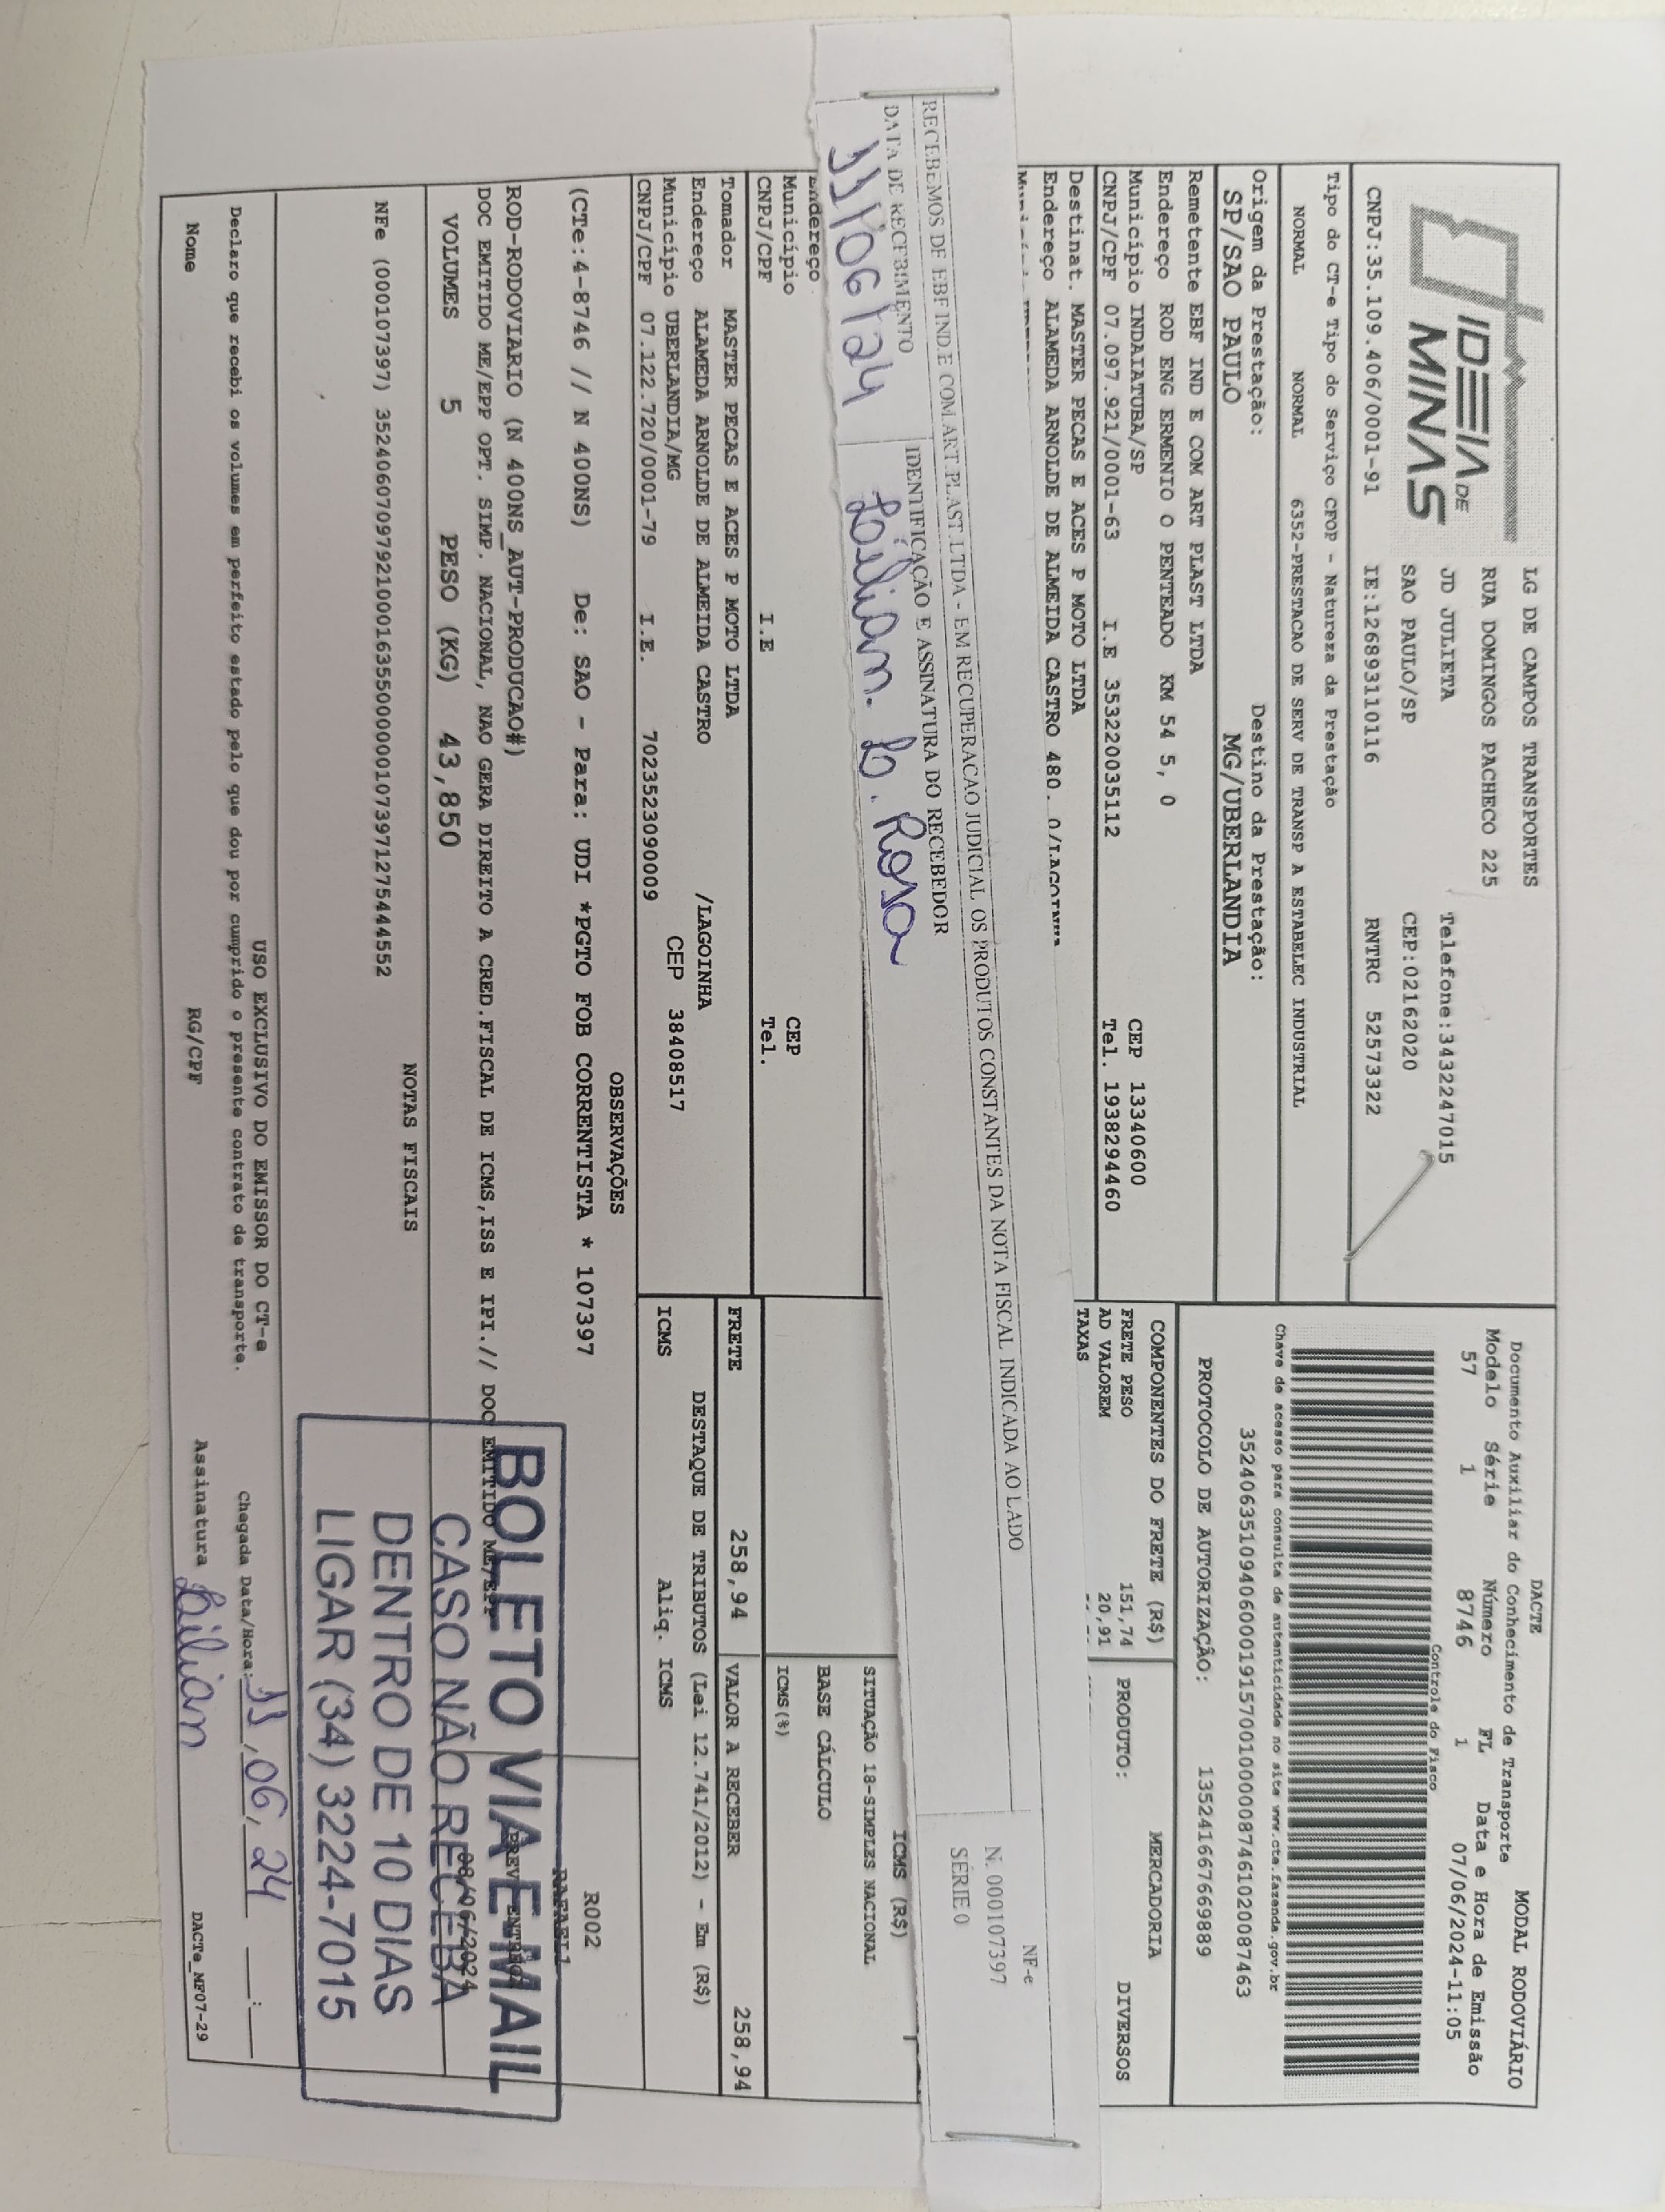 IDEIA DE
MINAS
LG DE CAMPOS TRANSPORTES
RUA DOMINGOS PACHECO 225
JD JULIETA Telefone:3432247015
SAO PAULO/SP CEP:02162020
CNPJ:35.109.406/0001-91 IE:126893110116 RNTRC 52573322
DACTE MODAL RODOVIÁRIO
Documento Auxiliar do Conhecimento de Transporte
Modelo Série Número FL Data e Hora de Emissão
57 1 8746 1 07/06/2024-11:05
Controle do Fisco
Chave de acesso para consulta de autenticidade no site www.cte.fazenda.gov.br
35240635109406000191570010000087461020087463
PROTOCOLO DE AUTORIZAÇÃO: 135241667669889
Tipo do CT-e Tipo do Serviço CFOP - Natureza da Prestação
NORMAL NORMAL 6352-PRESTACAO DE SERV DE TRANSP A ESTABELEC INDUSTRIAL
Origem da Prestação: Destino da Prestação:
SP/SAO PAULO MG/UBERLANDIA
Remetente EBF IND E COM ART PLAST LTDA
Endereço ROD ENG ERMENIO O PENTEADO KM 54 5, 0
Município INDAIATUBA/SP CEP 13340600
CNPJ/CPF 07.097.921/0001-63 I.E 353220035112 Tel. 1938294460
COMPONENTES DO FRETE (R$) MERCADORIA
FRETE PESO 151,74 PRODUTO: DIVERSOS
AD VALOREM 20,91
TAXAS
Destinat. MASTER PECAS E ACES P MOTO LTDA
Endereço ALAMEDA ARNOLDE DE ALMEIDA CASTRO 480.
RECEBEMOS DE EBF IND.E COM.ART.PLAST.LTDA - EM RECUPERACAO JUDICIAL OS PRODUTOS CONSTANTES DA NOTA FISCAL INDICADA AO LADO
DATA DE RECEBIMENTO IDENTIFICAÇÃO E ASSINATURA DO RECEBEDOR
11/06/24 Lailian. B. Rosa
NF-e
N. 000107397
SÉRIE 0
ICMS (R$)
SITUAÇÃO 18-SIMPLES NACIONAL
BASE CÁLCULO
ICMS(%)
Endereço
Município CEP
CNPJ/CPF I.E Tel.
Tomador MASTER PECAS E ACES P MOTO LTDA
Endereço ALAMEDA ARNOLDE DE ALMEIDA CASTRO /LAGOINHA
Município UBERLANDIA/MG CEP 38408517
CNPJ/CPF 07.122.720/0001-79 I.E. 7023523090009
FRETE 258,94 VALOR A RECEBER 258,94
DESTAQUE DE TRIBUTOS (Lei 12.741/2012) - Em (R$)
ICMS Aliq. ICMS
OBSERVAÇÕES
(CTe:4-8746 // N 400NS) De: SAO - Para: UDI *PGTO FOB CORRENTISTA * 107397
R002
RAFAEL1
ROD-RODOVIARIO (N 400NS_AUT-PRODUCAO#)
DOC EMITIDO ME/EPP OPT. SIMP. NACIONAL, NAO GERA DIREITO A CRED.FISCAL DE ICMS,ISS E IPI.// DOC EMITIDO ME/EPP
PREV ENTREGA
08/06/2024
VOLUMES 5 PESO (KG) 43,850
NOTAS FISCAIS
NFe (000107397) 35240607097921000163550000001073971275444552
BOLETO VIA E-MAIL
CASO NÃO RECEBA
DENTRO DE 10 DIAS
LIGAR (34) 3224-7015
USO EXCLUSIVO DO EMISSOR DO CT-e
Declaro que recebi os volumes em perfeito estado pelo que dou por cumprido o presente contrato de transporte. Chegada Data/Hora: 11/06/24 :
Nome RG/CPF Assinatura Lailian
DACTe_MF07-29